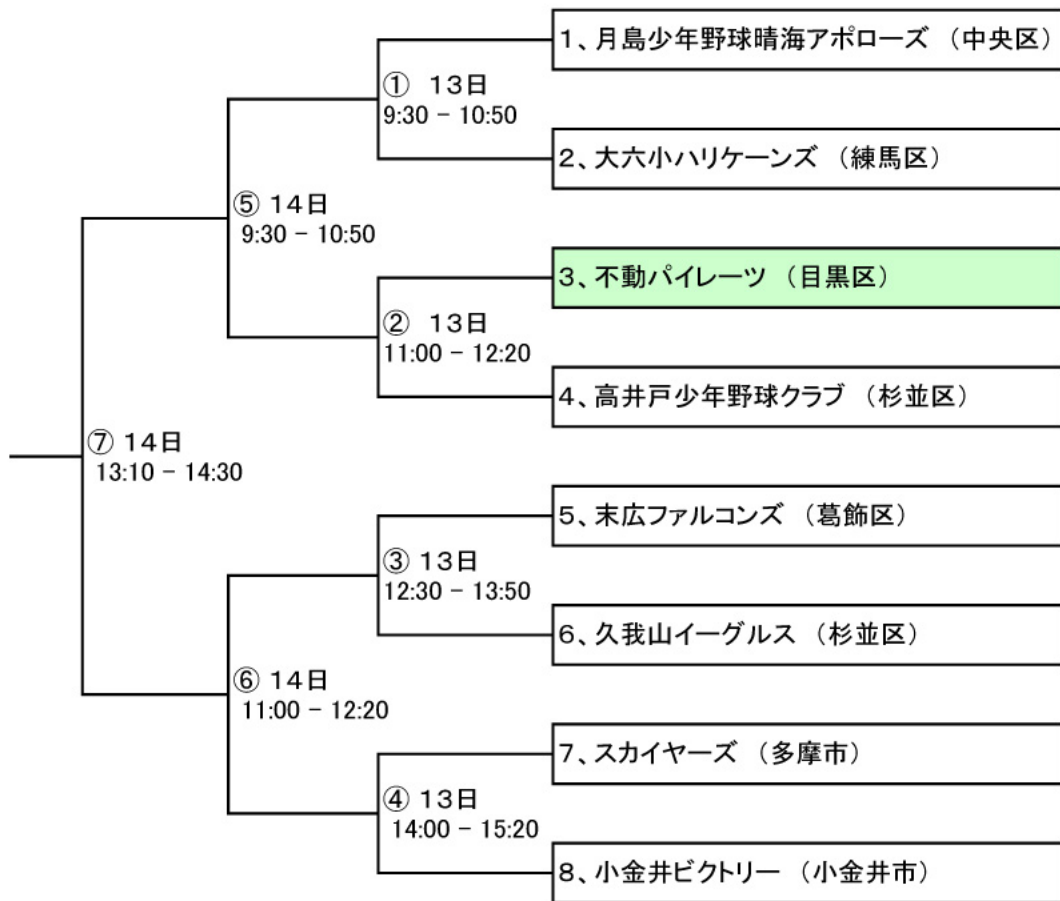 1、月島少年野球晴海アポローズ （中央区）
① 13日
9:30 － 10:50
2、大六小ハリケーンズ （練馬区）
⑤ 14日
9:30 － 10:50
3、不動パイレーツ （目黒区）
② 13日
11:00 － 12:20
4、高井戸少年野球クラブ （杉並区）
⑦ 14日
13:10 － 14:30
5、末広ファルコンズ （葛飾区）
③ 13日
12:30 － 13:50
6、久我山イーグルス （杉並区）
⑥ 14日
11:00 － 12:20
7、スカイヤーズ （多摩市）
④ 13日
14:00 － 15:20
8、小金井ビクトリー （小金井市）